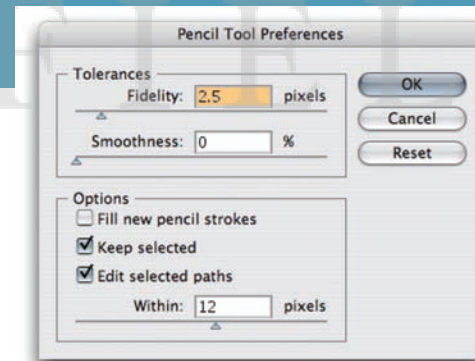 Pencil Tool Preferences
Tolerances
Fidelity: 2.5 pixels
Smoothness: 0 %
OK
Cancel
Reset
Options
Fill new pencil strokes
Keep selected
Edit selected paths
Within: 12 pixels